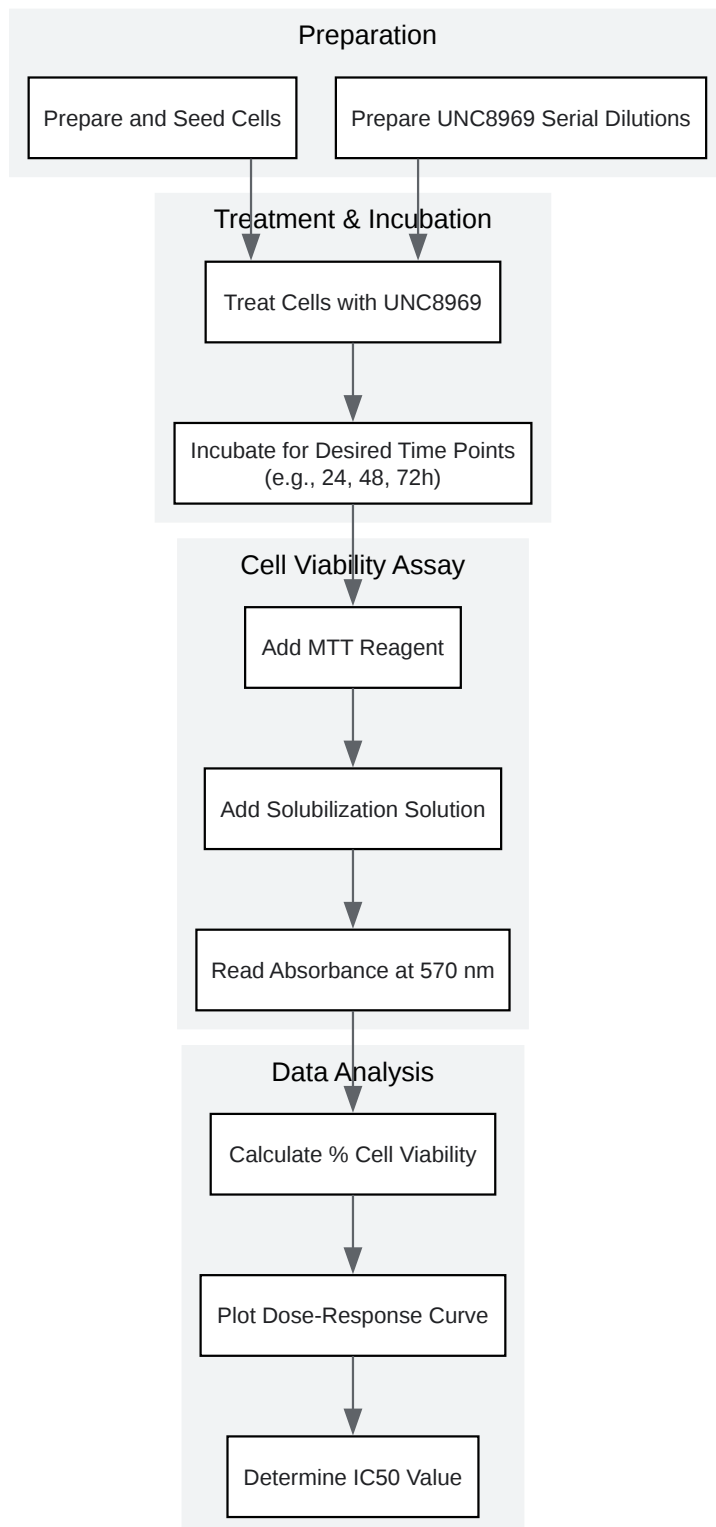 Preparation
Prepare and Seed Cells
Prepare UNC8969 Serial Dilutions
Treatment & Incubation
Treat Cells with UNC8969
Incubate for Desired Time Points
(e.g., 24, 48, 72h)
Cell Viability Assay
Add MTT Reagent
Add Solubilization Solution
Read Absorbance at 570 nm
Data Analysis
Calculate % Cell Viability
Plot Dose-Response Curve
Determine IC50 Value